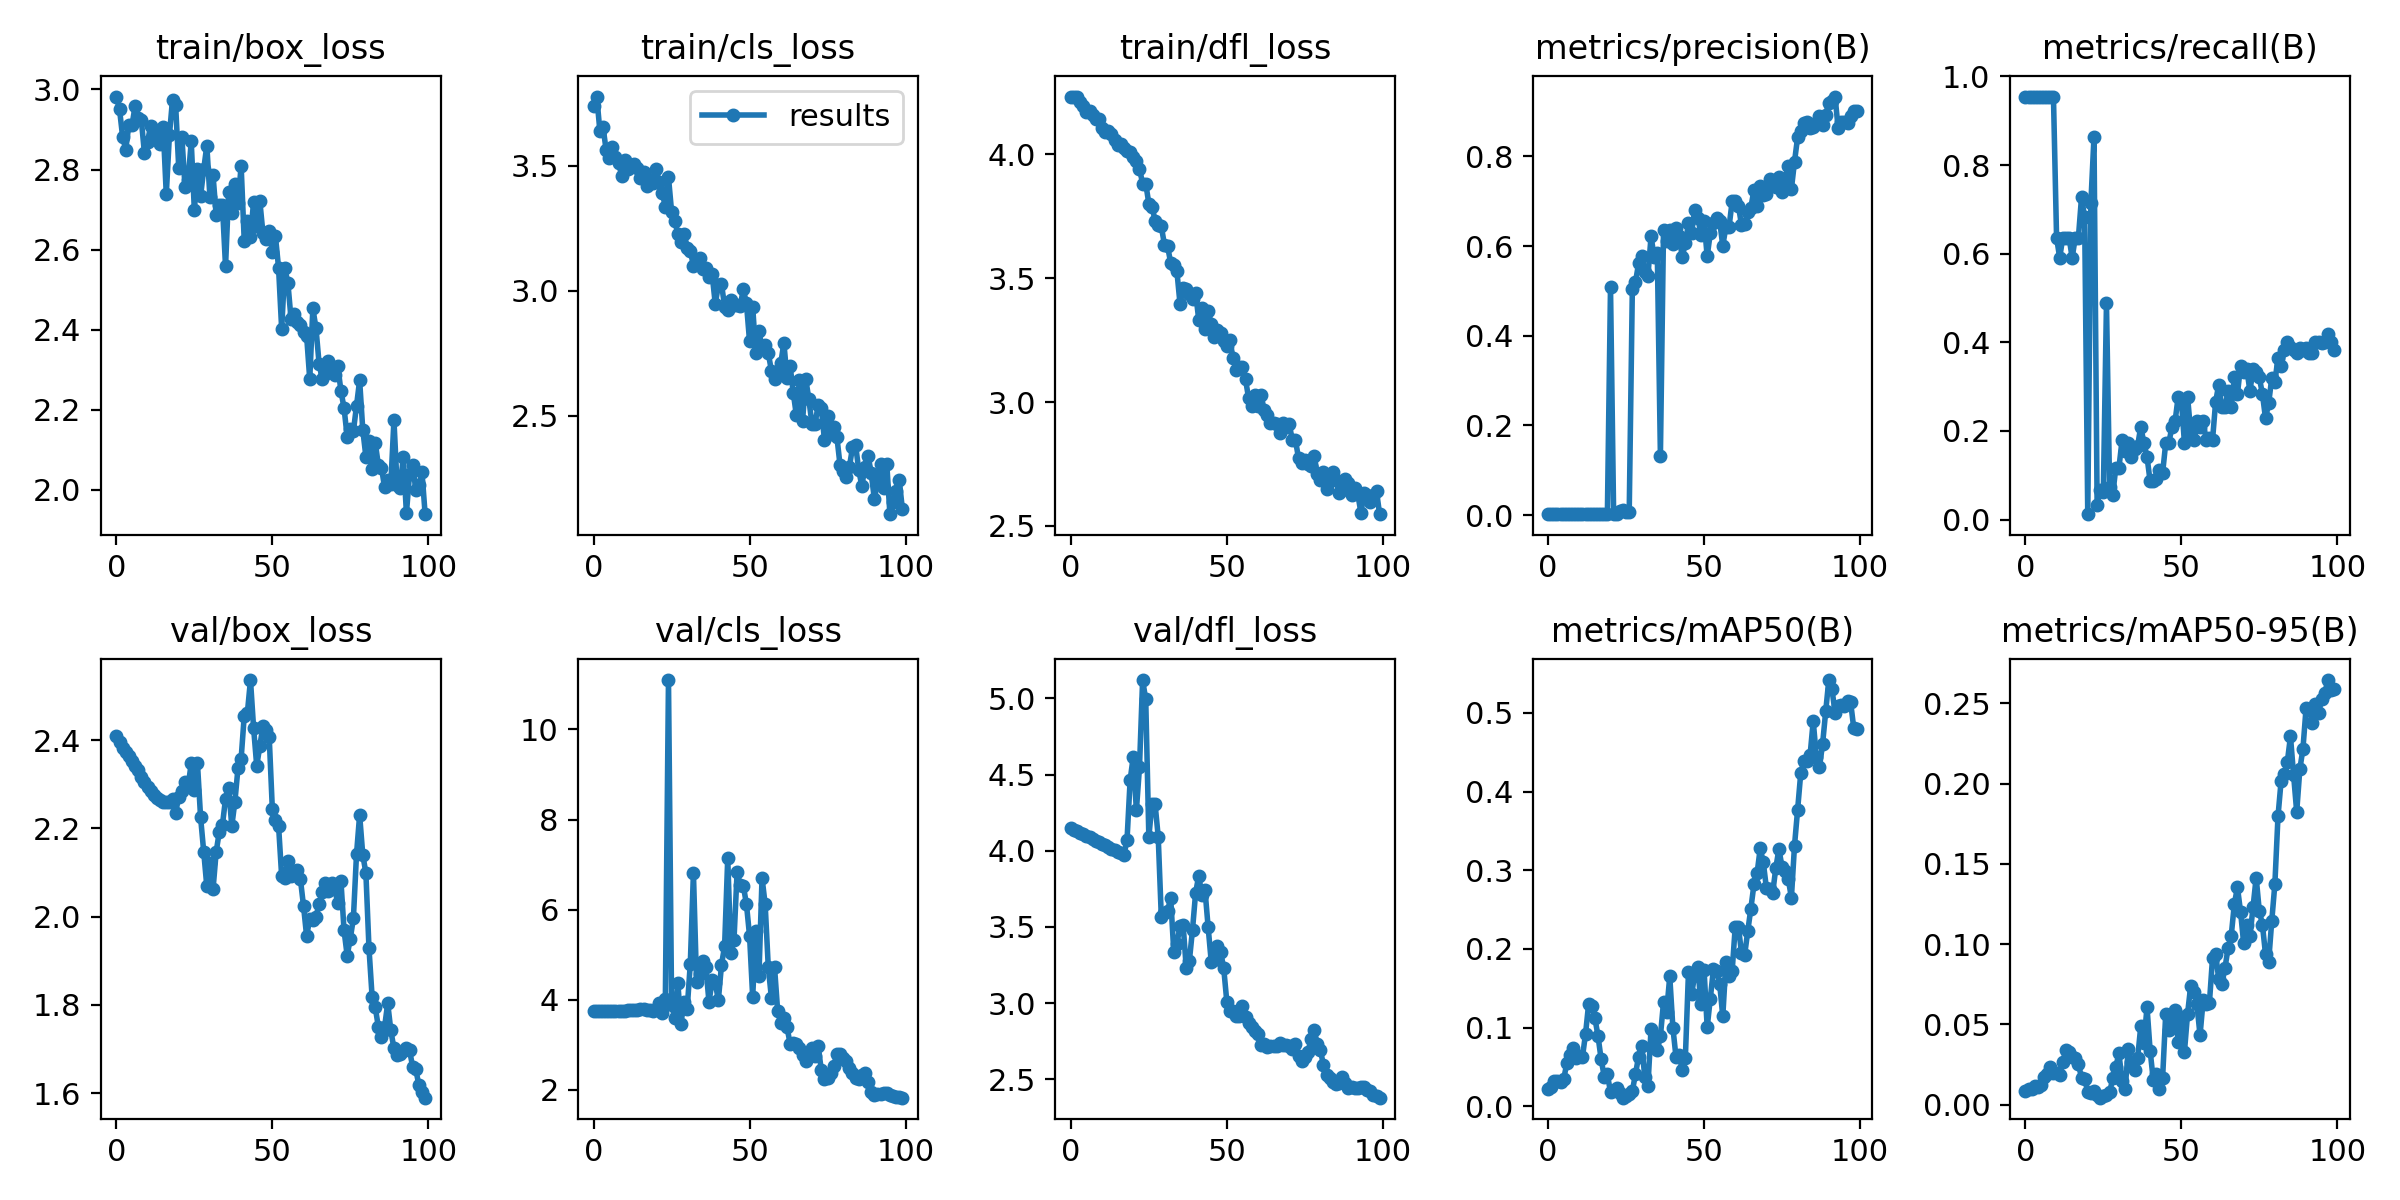 train/box_loss
3.0
2.8
2.6
2.4
2.2
2.0
0 50 100
train/cls_loss
results
3.5
3.0
2.5
0 50 100
train/dfl_loss
4.0
3.5
3.0
2.5
0 50 100
metrics/precision(B)
0.8
0.6
0.4
0.2
0.0
0 50 100
metrics/recall(B)
1.0
0.8
0.6
0.4
0.2
0.0
0 50 100
val/box_loss
2.4
2.2
2.0
1.8
1.6
0 50 100
val/cls_loss
10
8
6
4
2
0 50 100
val/dfl_loss
5.0
4.5
4.0
3.5
3.0
2.5
0 50 100
metrics/mAP50(B)
0.5
0.4
0.3
0.2
0.1
0.0
0 50 100
metrics/mAP50-95(B)
0.25
0.20
0.15
0.10
0.05
0.00
0 50 100